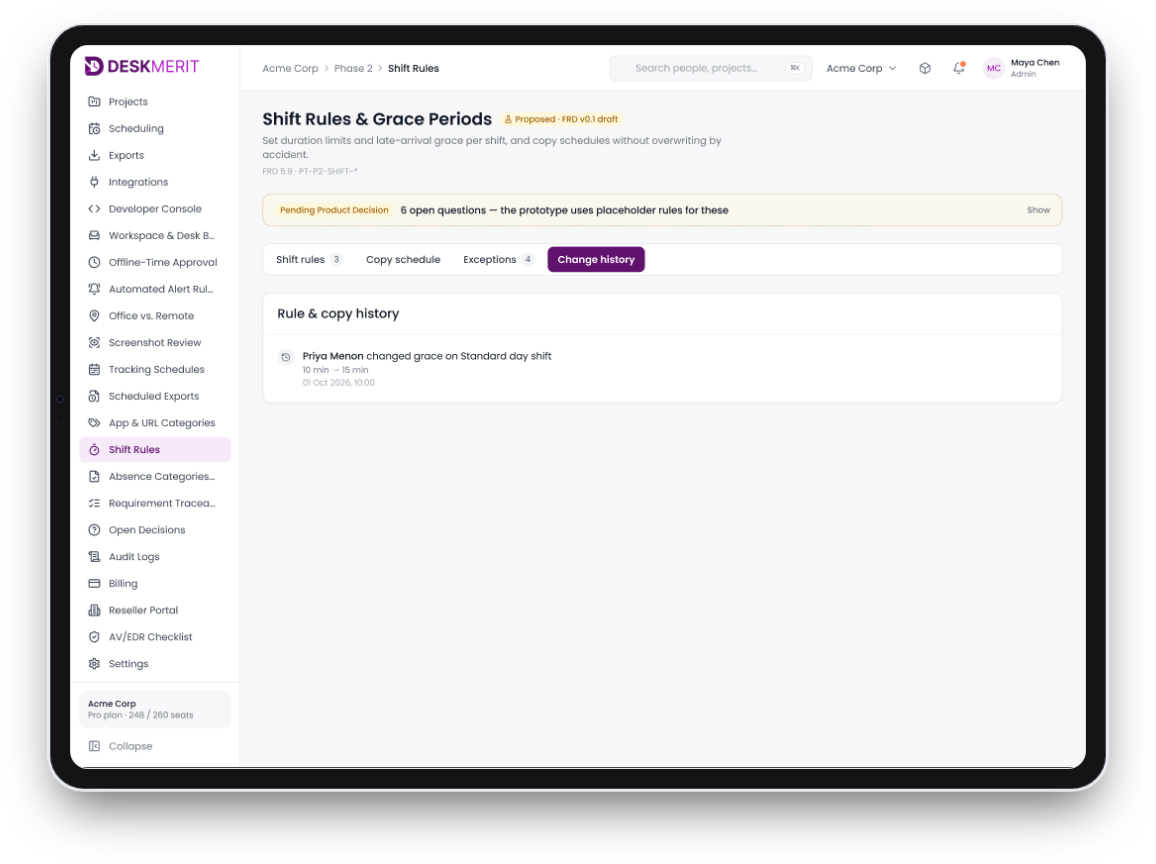 DESKMERIT
Projects
Scheduling
Exports
Integrations
Developer Console
Workspace & Desk B...
Offline-Time Approval
Automated Alert Rul...
Office vs. Remote
Screenshot Review
Tracking Schedules
Scheduled Exports
App & URL Categories
Shift Rules
Absence Categories...
Requirement Tracea...
Open Decisions
Audit Logs
Billing
Reseller Portal
AV/EDR Checklist
Settings
Acme Corp
Pro plan · 248 / 260 seats
Collapse
Acme Corp > Phase 2 > Shift Rules
Search people, projects... ⌘K
Acme Corp
MC
Maya Chen
Admin
Shift Rules & Grace Periods
Proposed · FRD v0.1 draft
Set duration limits and late-arrival grace per shift, and copy schedules without overwriting by
accident.
FRD 5.9 · PT-P2-SHIFT-*
Pending Product Decision 6 open questions — the prototype uses placeholder rules for these Show
Shift rules 3 Copy schedule Exceptions 4 Change history
Rule & copy history
Priya Menon changed grace on Standard day shift
10 min → 15 min
01 Oct 2026, 10:00